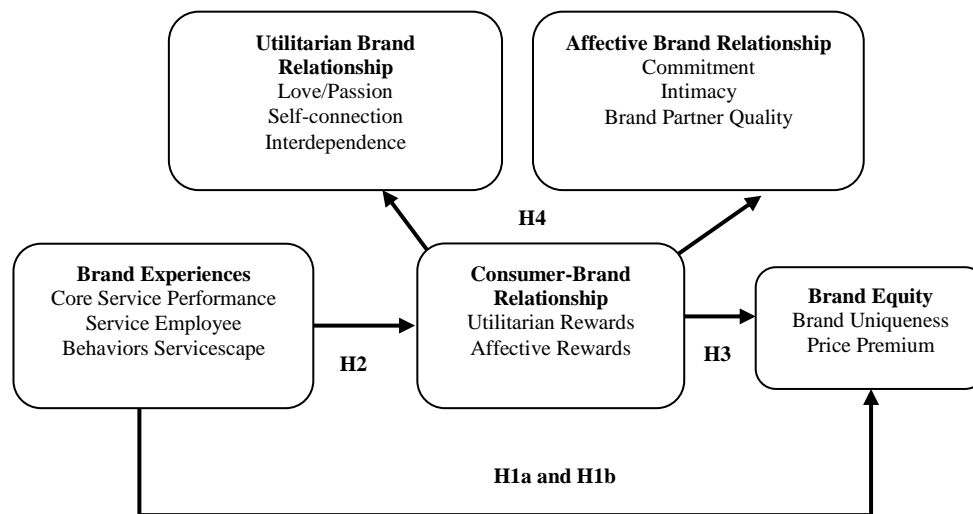 Utilitarian Brand
Relationship
Love/Passion
Self-connection
Interdependence
Affective Brand Relationship
Commitment
Intimacy
Brand Partner Quality
H4
Brand Experiences
Core Service Performance
Service Employee
Behaviors Servicescape
H2
Consumer-Brand
Relationship
Utilitarian Rewards
Affective Rewards
H3
Brand Equity
Brand Uniqueness
Price Premium
H1a and H1b